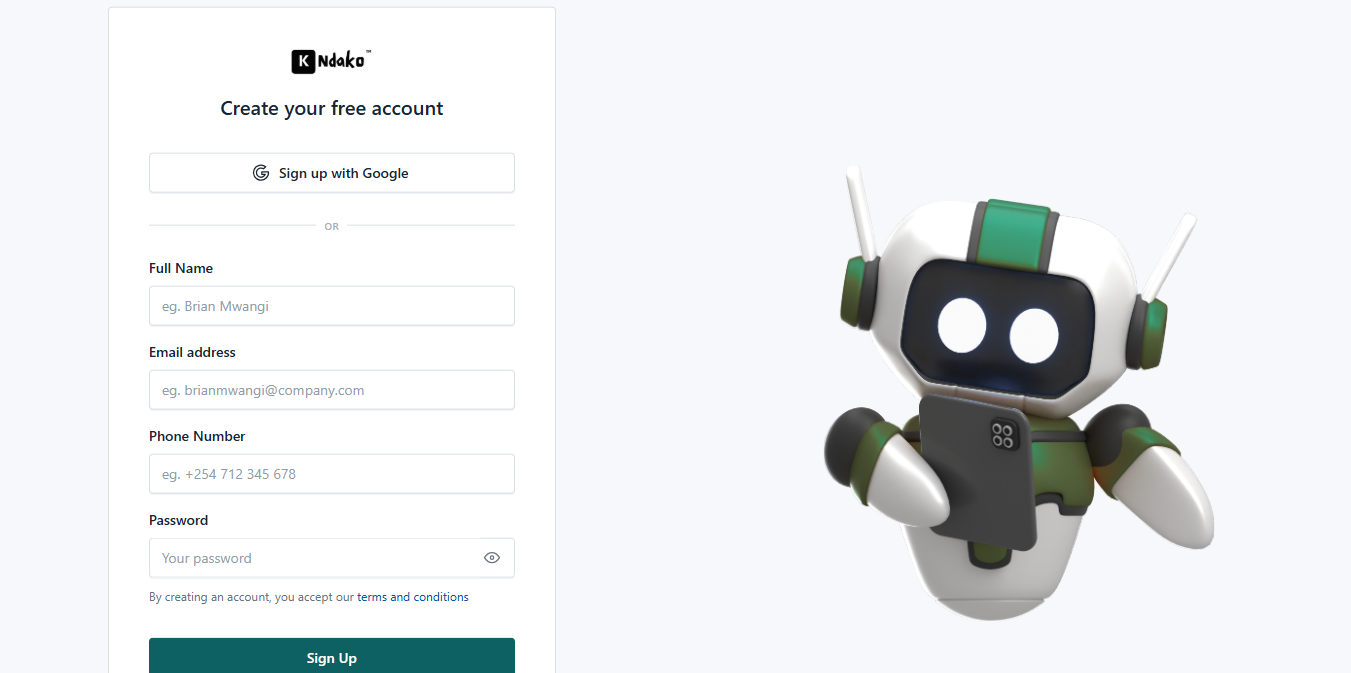 K Ndako™
Create your free account
Sign up with Google
OR
Full Name
eg. Brian Mwangi
Email address
eg. brianmwangi@company.com
Phone Number
eg. +254 712 345 678
Password
Your password
By creating an account, you accept our terms and conditions
Sign Up